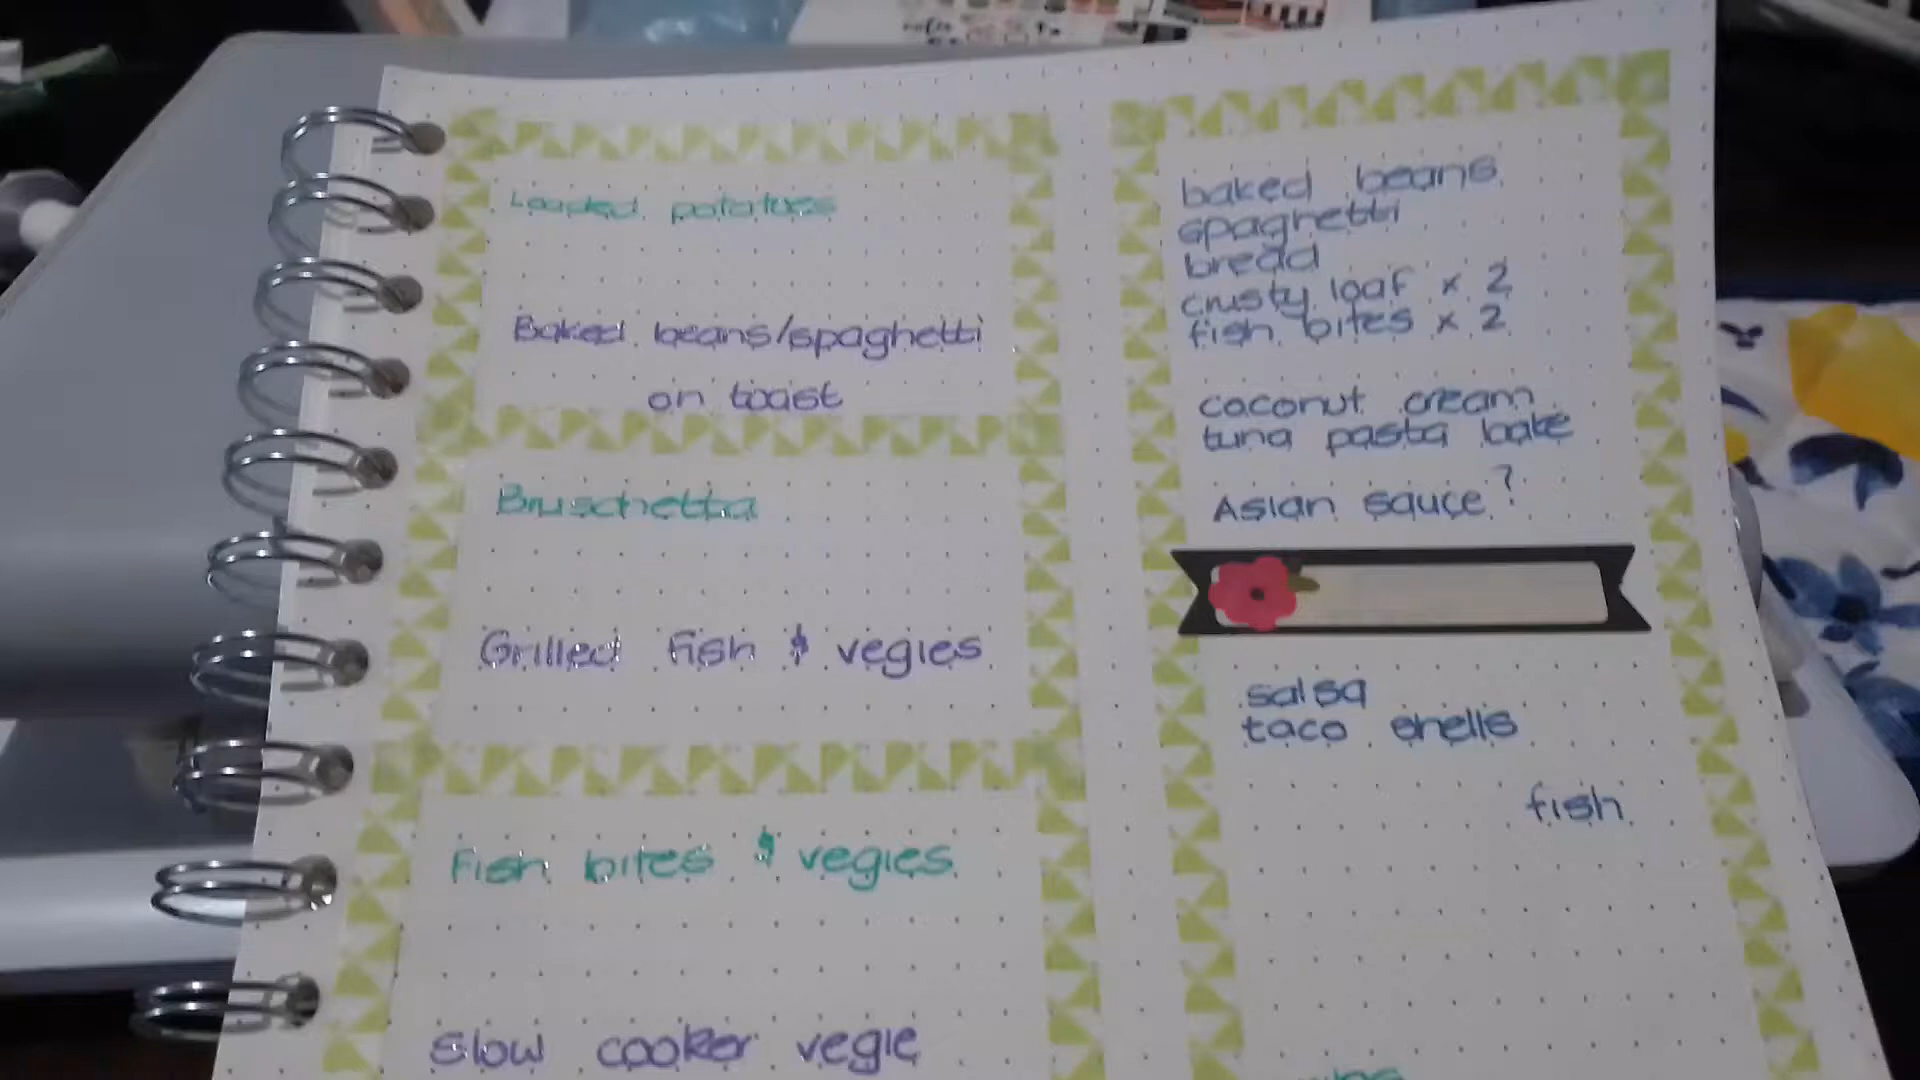 Loaded potatoes
Baked beans/spaghetti
on toast
Bruschetta
Grilled fish & vegies
Fish bites & vegies
Slow cooker vegie
baked beans
spaghetti
bread
crusty loaf x 2
fish bites x 2
coconut cream
tuna pasta bake
Asian sauce?
salsa
taco shells
fish